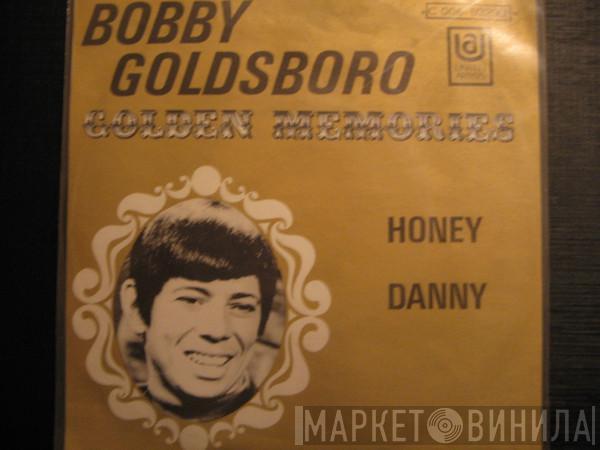 BOBBY
GOLDSBORO
GOLDEN MEMORIES
HONEY
DANNY
МАРКЕТ ВИНИЛА